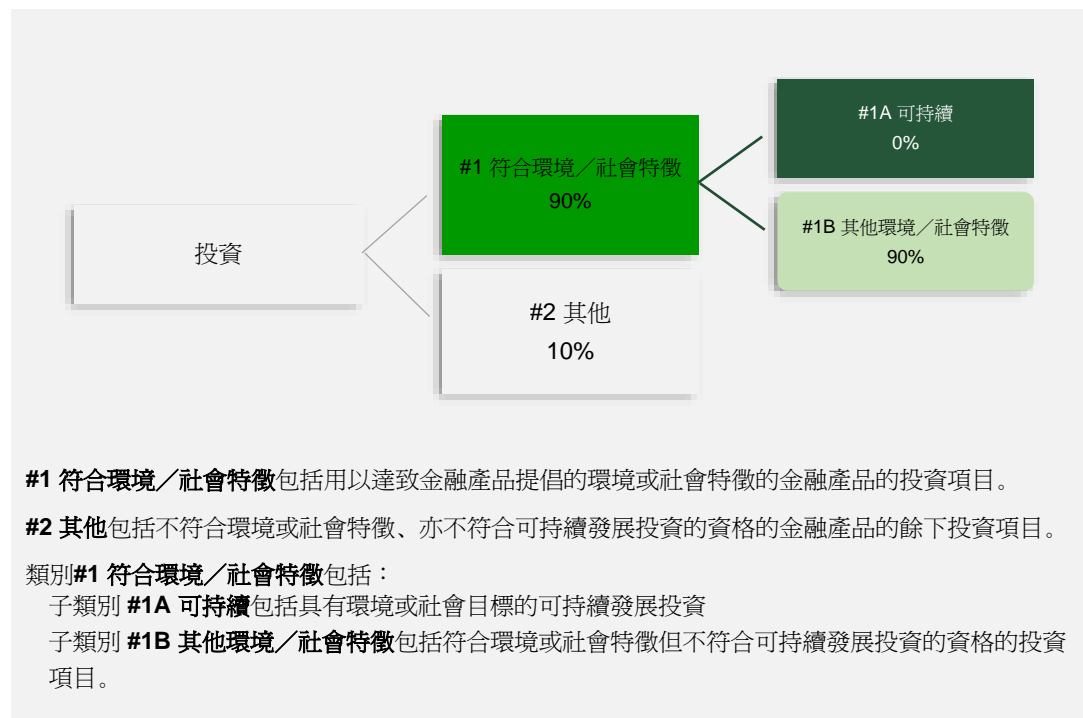 #1A 可持續
0%
#1 符合環境／社會特徵
90%
#1B 其他環境／社會特徵
90%
投資
#2 其他
10%
#1 符合環境／社會特徵包括用以達致金融產品提倡的環境或社會特徵的金融產品的投資項目。
#2 其他包括不符合環境或社會特徵、亦不符合可持續發展投資的資格的金融產品的餘下投資項目。
類別#1 符合環境／社會特徵包括：
子類別 #1A 可持續包括具有環境或社會目標的可持續發展投資
子類別 #1B 其他環境／社會特徵包括符合環境或社會特徵但不符合可持續發展投資的資格的投資
項目。